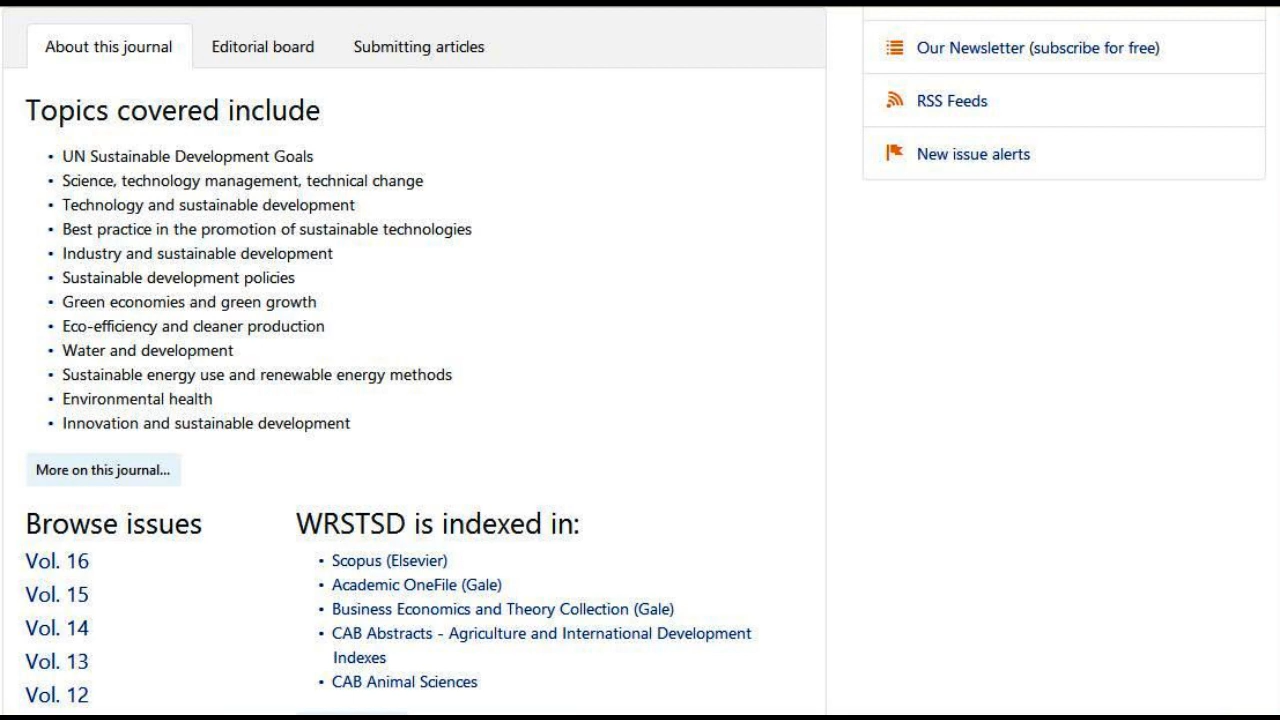 About this journal
Editorial board
Submitting articles
Topics covered include
• UN Sustainable Development Goals
• Science, technology management, technical change
• Technology and sustainable development
• Best practice in the promotion of sustainable technologies
• Industry and sustainable development
• Sustainable development policies
• Green economies and green growth
• Eco-efficiency and cleaner production
• Water and development
• Sustainable energy use and renewable energy methods
• Environmental health
• Innovation and sustainable development
More on this journal...
Browse issues
Vol. 16
Vol. 15
Vol. 14
Vol. 13
Vol. 12
WRSTSD is indexed in:
• Scopus (Elsevier)
• Academic OneFile (Gale)
• Business Economics and Theory Collection (Gale)
• CAB Abstracts - Agriculture and International Development
Indexes
• CAB Animal Sciences
Our Newsletter (subscribe for free)
RSS Feeds
New issue alerts